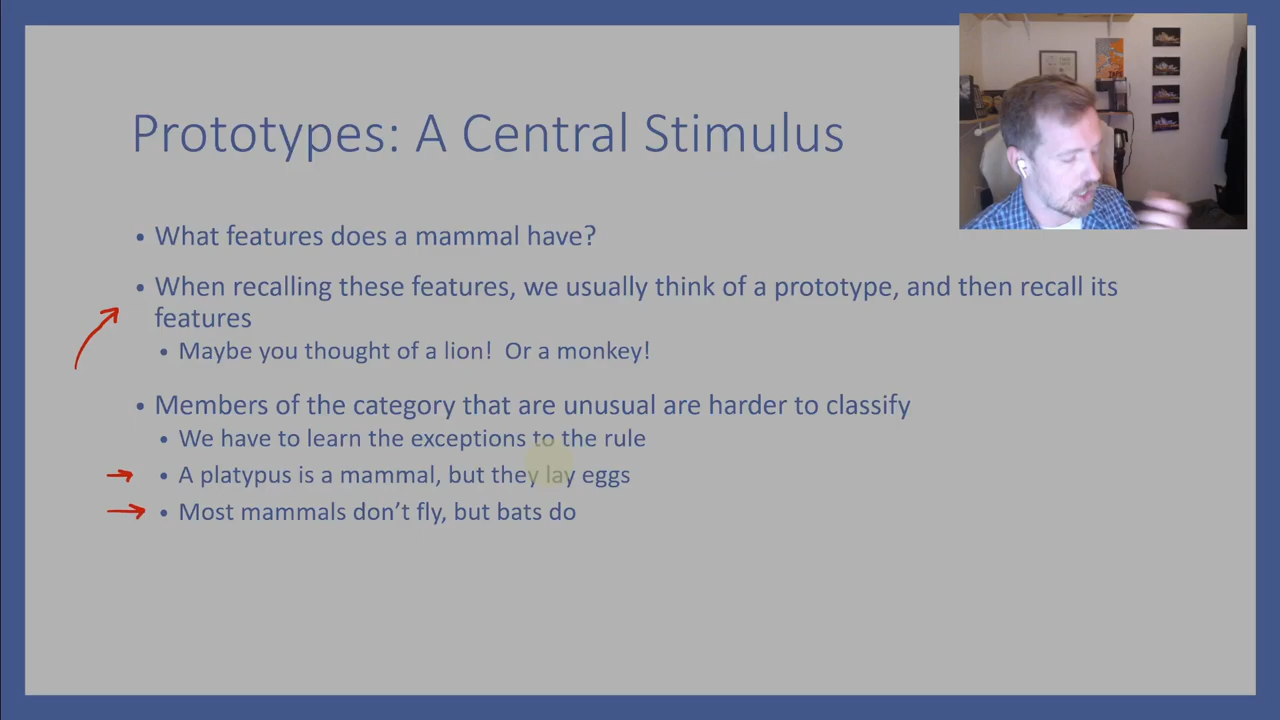 Prototypes: A Central Stimulus
• What features does a mammal have?
• When recalling these features, we usually think of a prototype, and then recall its
features
• Maybe you thought of a lion! Or a monkey!
• Members of the category that are unusual are harder to classify
• We have to learn the exceptions to the rule
• A platypus is a mammal, but they lay eggs
• Most mammals don’t fly, but bats do